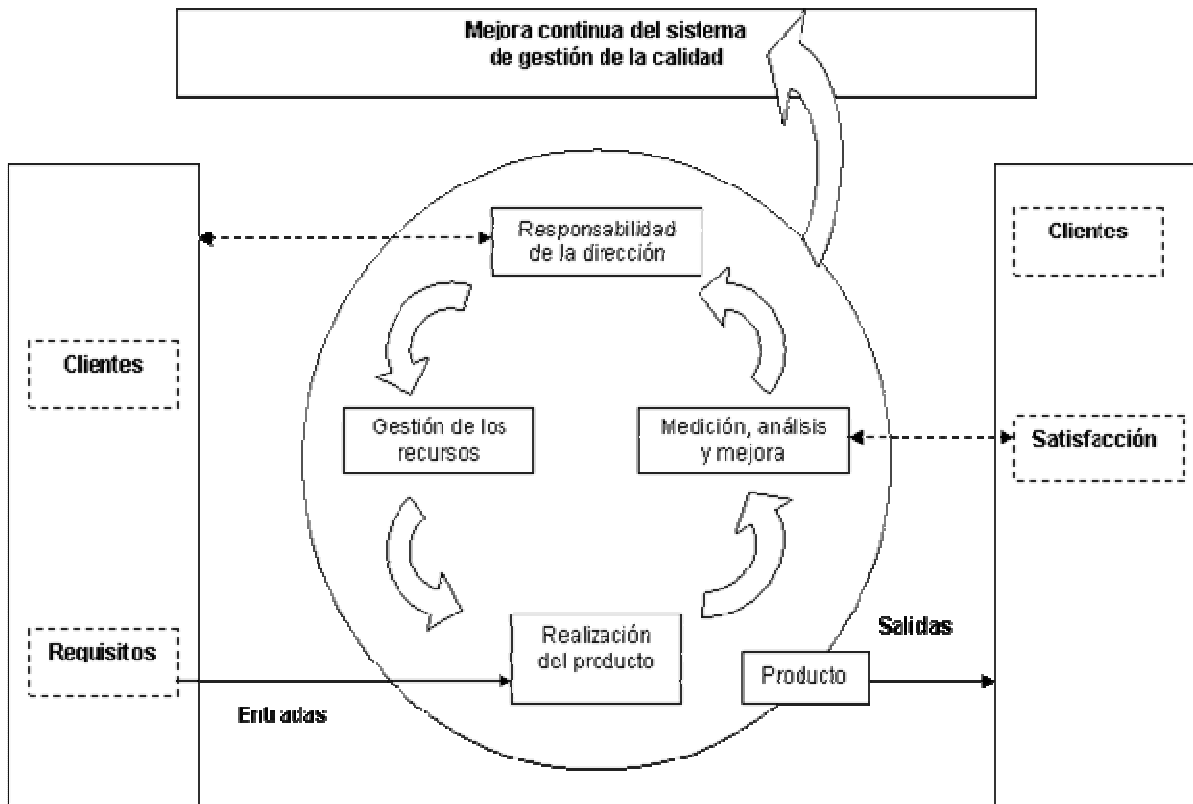 Mejora continua del sistema
de gestión de la calidad
Responsabilidad
de la dirección
Clientes
Clientes
Gestión de los
recursos
Medición, análisis
y mejora
Satisfacción
Requisitos
Realización
del producto
Salidas
Producto
Entradas